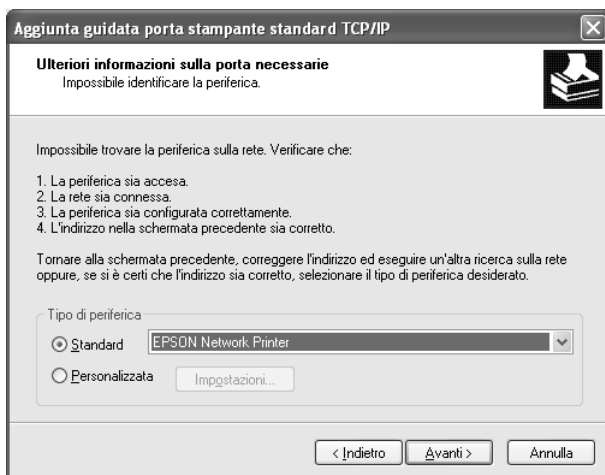 Aggiunta guidata porta stampante standard TCP/IP
Ulteriori informazioni sulla porta necessarie
Impossibile identificare la periferica.
Impossibile trovare la periferica sulla rete. Verificare che:
1. La periferica sia accesa.
2. La rete sia connessa.
3. La periferica sia configurata correttamente.
4. L'indirizzo nella schermata precedente sia corretto.
Tornare alla schermata precedente, correggere l'indirizzo ed eseguire un'altra ricerca sulla rete
oppure, se si è certi che l'indirizzo sia corretto, selezionare il tipo di periferica desiderato.
Tipo di periferica
Standard EPSON Network Printer
Personalizzata Impostazioni...
< Indietro Avanti > Annulla